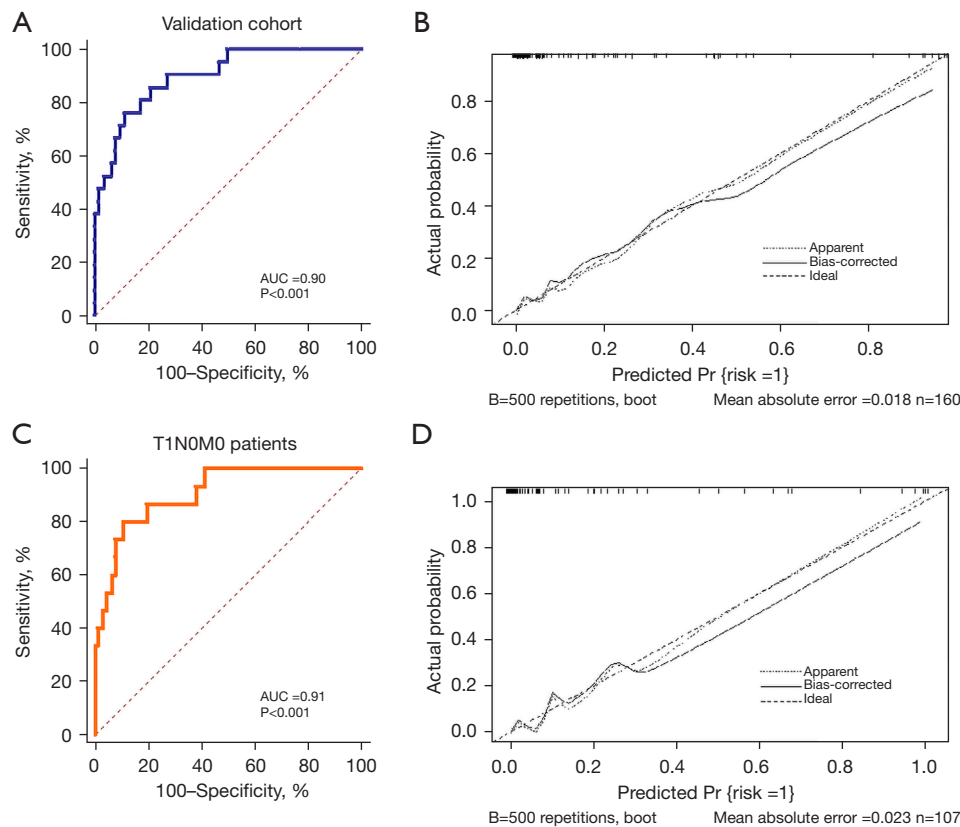 A
Validation cohort
100
80
60
40
20
0
Sensitivity, %
AUC =0.90
P<0.001
0 20 40 60 80 100
100–Specificity, %
B
0.8
0.6
0.4
0.2
0.0
Actual probability
Apparent
Bias-corrected
Ideal
0.0 0.2 0.4 0.6 0.8
Predicted Pr {risk =1}
B=500 repetitions, boot Mean absolute error =0.018 n=160
C
T1N0M0 patients
100
80
60
40
20
0
Sensitivity, %
AUC =0.91
P<0.001
0 20 40 60 80 100
100–Specificity, %
D
1.0
0.8
0.6
0.4
0.2
0.0
Actual probability
Apparent
Bias-corrected
Ideal
0.0 0.2 0.4 0.6 0.8 1.0
Predicted Pr {risk =1}
B=500 repetitions, boot Mean absolute error =0.023 n=107